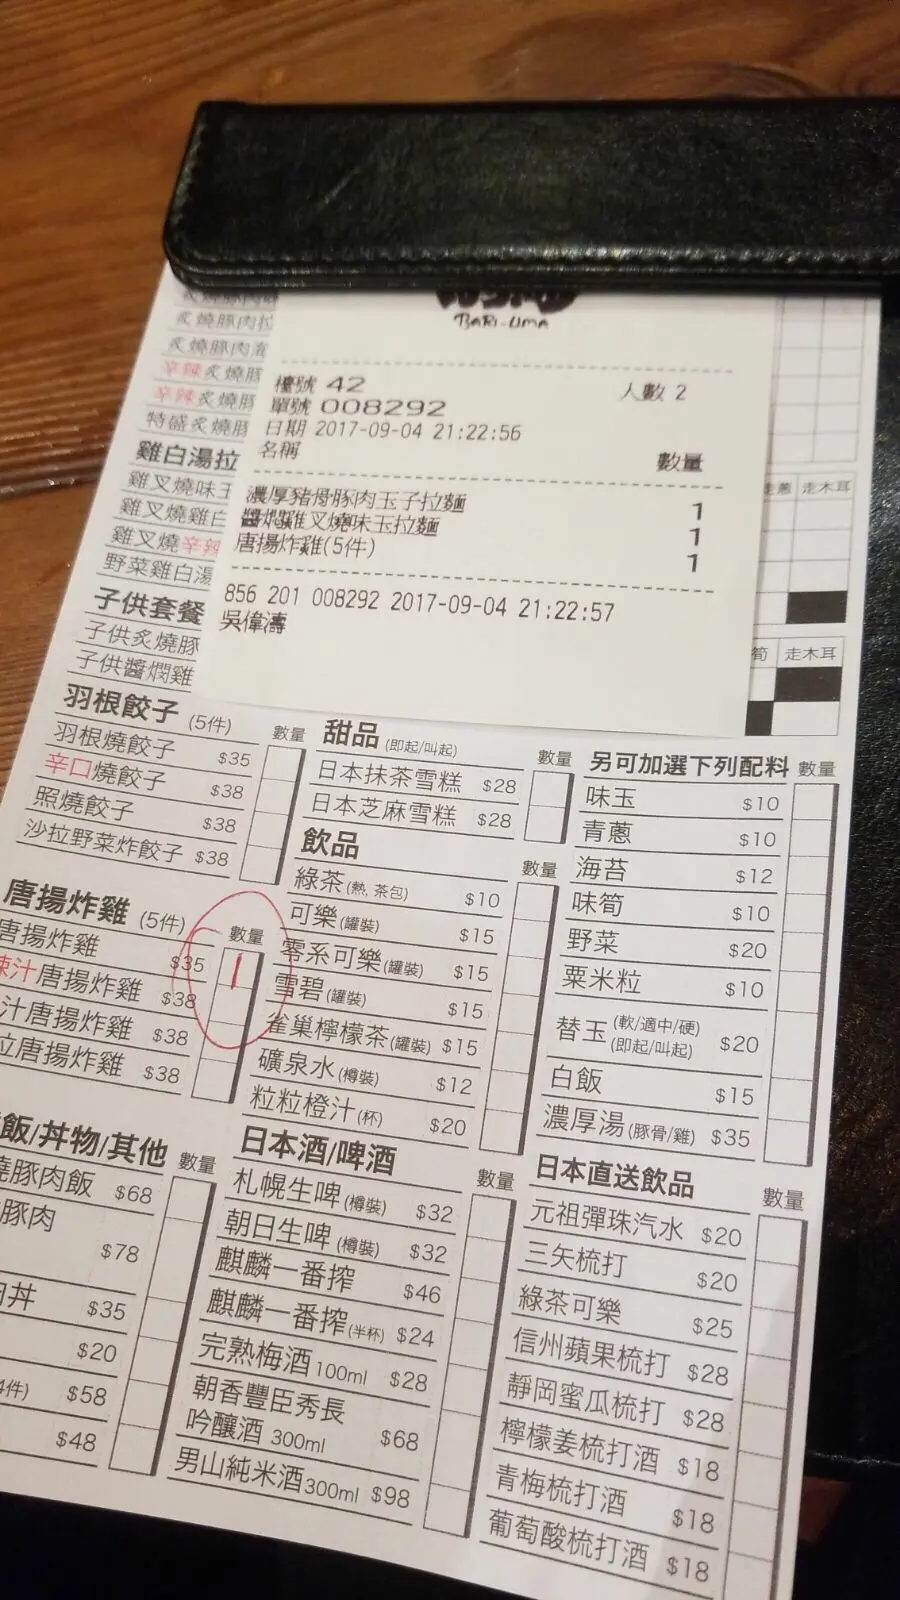 BARI-UMA
檯號 42 人數 2
單號 008292
日期 2017-09-04 21:22:56
名稱 數量
濃厚豬骨豚肉玉子拉麵 1
醬燜雞叉燒味玉拉麵 1
唐揚炸雞(5件) 1
856 201 008292 2017-09-04 21:22:57
吳偉濤
炙燒豚肉
炙燒豚肉拉
炙燒豚肉
辛辣炙燒豚
辛辣炙燒豚
特盛炙燒豚
雞白湯拉
雞叉燒味玉
雞叉燒雞白
雞叉燒辛辣
野菜雞白湯
走蔥 走木耳
子供套餐
子供炙燒豚
子供醬燜雞
筍 走木耳
羽根餃子 (5件) 數量
羽根燒餃子 $35
辛口燒餃子 $38
照燒餃子 $38
沙拉野菜炸餃子 $38
唐揚炸雞 (5件) 數量
唐揚炸雞 $35 1
辣汁唐揚炸雞 $38
汁唐揚炸雞 $38
拉唐揚炸雞 $38
飯/丼物/其他 數量
燒豚肉飯 $68
豚肉
$78
丼 $35
$20
4件) $58
$48
甜品 (即起/叫起) 數量
日本抹茶雪糕 $28
日本芝麻雪糕 $28
飲品 數量
綠茶 (熱, 茶包) $10
可樂 (罐裝) $15
零系可樂 (罐裝) $15
雪碧 (罐裝) $15
雀巢檸檬茶 (罐裝) $15
礦泉水 (樽裝) $12
粒粒橙汁 (杯) $20
日本酒/啤酒 數量
札幌生啤 (樽裝) $32
朝日生啤 (樽裝) $32
麒麟一番搾 $46
麒麟一番搾 (半杯) $24
完熟梅酒 100ml $28
朝香豐臣秀長
吟釀酒 300ml $68
男山純米酒 300ml $98
另可加選下列配料 數量
味玉 $10
青蔥 $10
海苔 $12
味筍 $10
野菜 $20
粟米粒 $10
替玉 (軟/適中/硬) (即起/叫起) $20
白飯 $15
濃厚湯 (豚骨/雞) $35
日本直送飲品 數量
元祖彈珠汽水 $20
三矢梳打 $20
綠茶可樂 $25
信州蘋果梳打 $28
靜岡蜜瓜梳打 $28
檸檬姜梳打酒 $18
青梅梳打酒 $18
葡萄酸梳打酒 $18